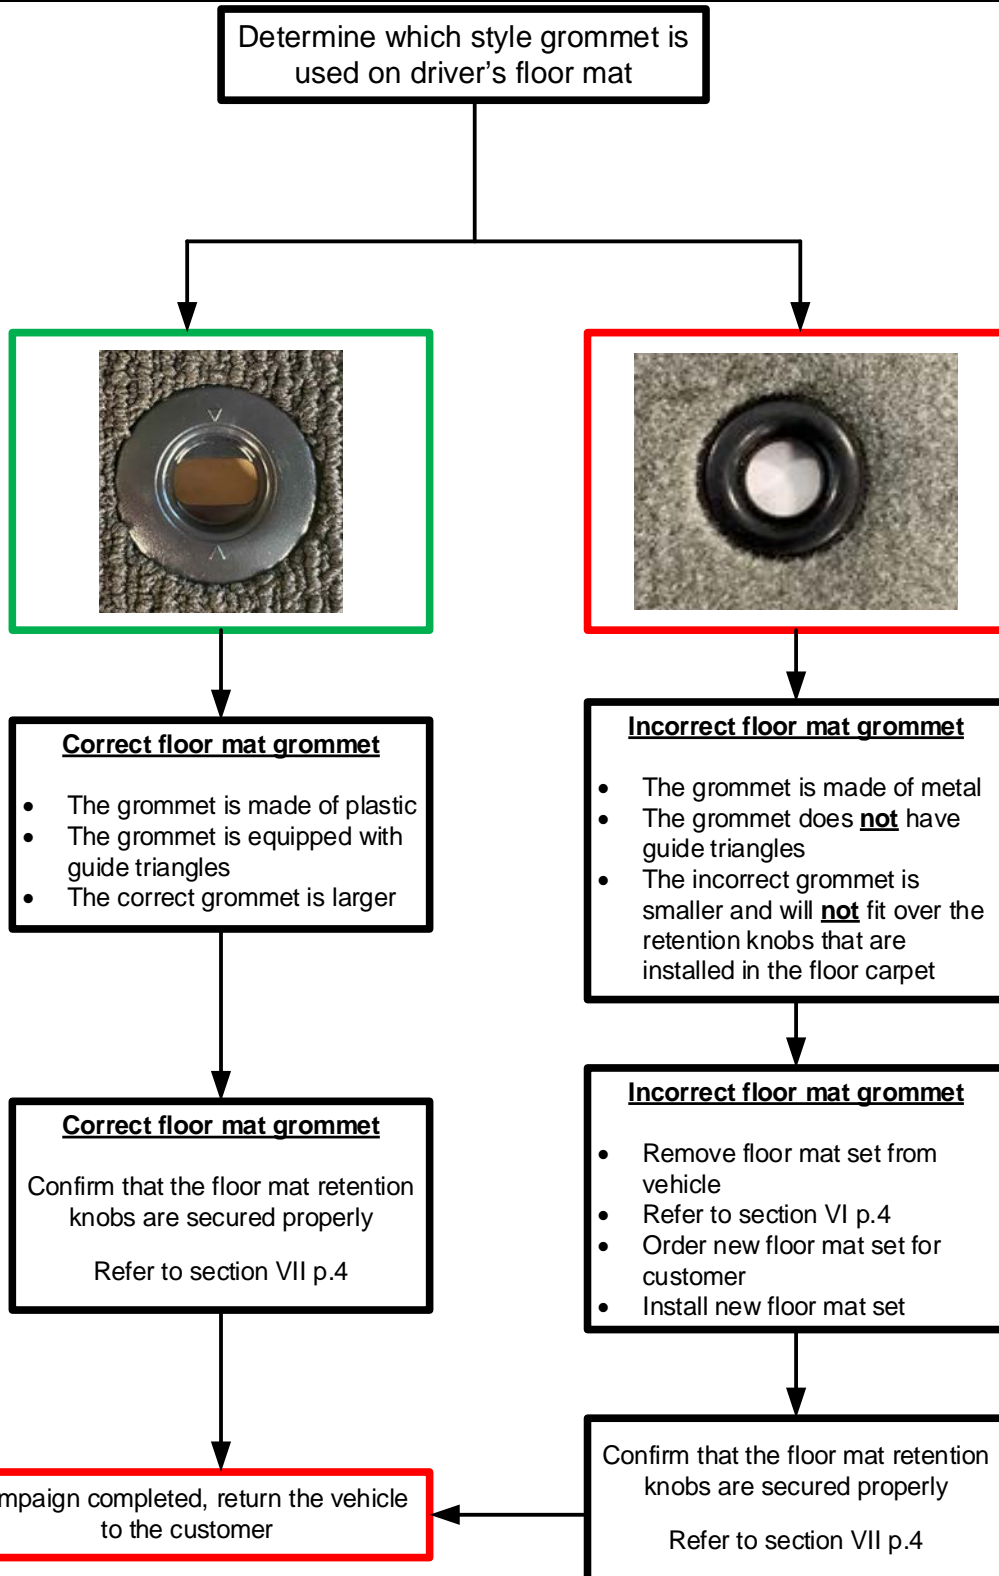 Determine which style grommet is
used on driver's floor mat
Correct floor mat grommet
• The grommet is made of plastic
• The grommet is equipped with
guide triangles
• The correct grommet is larger
Incorrect floor mat grommet
• The grommet is made of metal
• The grommet does not have
guide triangles
• The incorrect grommet is
smaller and will not fit over the
retention knobs that are
installed in the floor carpet
Correct floor mat grommet
Confirm that the floor mat retention
knobs are secured properly
Refer to section VII p.4
Incorrect floor mat grommet
• Remove floor mat set from
vehicle
• Refer to section VI p.4
• Order new floor mat set for
customer
• Install new floor mat set
Confirm that the floor mat retention
knobs are secured properly
Refer to section VII p.4
mpaign completed, return the vehicle
to the customer